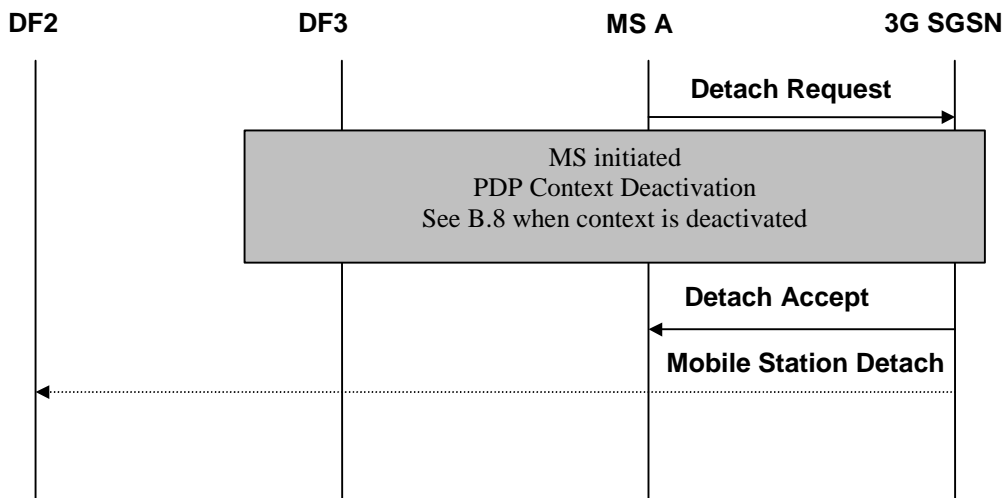 DF2 DF3 MS A 3G SGSN
Detach Request
MS initiated
PDP Context Deactivation
See B.8 when context is deactivated
Detach Accept
Mobile Station Detach